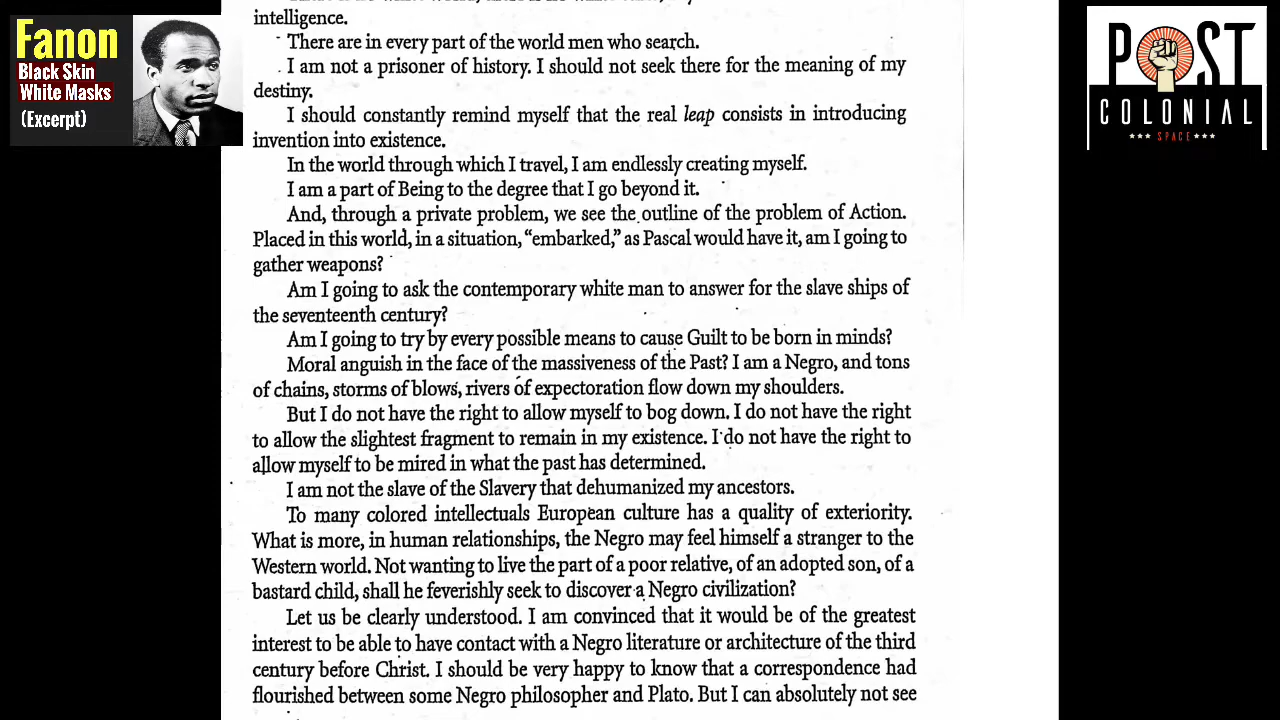 Fanon
Black Skin
White Masks
(Excerpt)
POST
COLONIAL
SPACE
intelligence.
There are in every part of the world men who search.
I am not a prisoner of history. I should not seek there for the meaning of my
destiny.
I should constantly remind myself that the real leap consists in introducing
invention into existence.
In the world through which I travel, I am endlessly creating myself.
I am a part of Being to the degree that I go beyond it.
And, through a private problem, we see the outline of the problem of Action.
Placed in this world, in a situation, “embarked,” as Pascal would have it, am I going to
gather weapons?
Am I going to ask the contemporary white man to answer for the slave ships of
the seventeenth century?
Am I going to try by every possible means to cause Guilt to be born in minds?
Moral anguish in the face of the massiveness of the Past? I am a Negro, and tons
of chains, storms of blows, rivers of expectoration flow down my shoulders.
But I do not have the right to allow myself to bog down. I do not have the right
to allow the slightest fragment to remain in my existence. I do not have the right to
allow myself to be mired in what the past has determined.
I am not the slave of the Slavery that dehumanized my ancestors.
To many colored intellectuals European culture has a quality of exteriority.
What is more, in human relationships, the Negro may feel himself a stranger to the
Western world. Not wanting to live the part of a poor relative, of an adopted son, of a
bastard child, shall he feverishly seek to discover a Negro civilization?
Let us be clearly understood. I am convinced that it would be of the greatest
interest to be able to have contact with a Negro literature or architecture of the third
century before Christ. I should be very happy to know that a correspondence had
flourished between some Negro philosopher and Plato. But I can absolutely not see